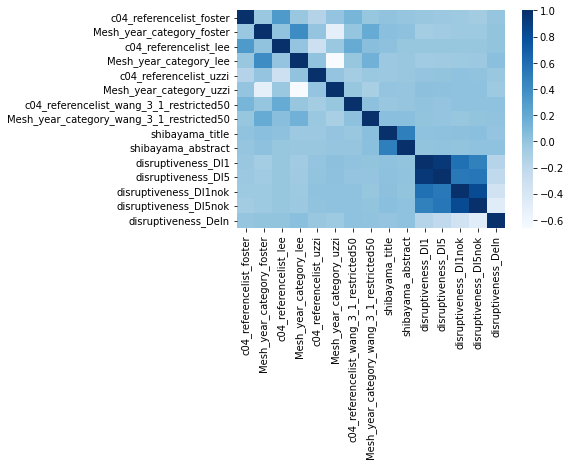 c04_referencelist_foster
Mesh_year_category_foster
c04_referencelist_lee
Mesh_year_category_lee
c04_referencelist_uzzi
Mesh_year_category_uzzi
c04_referencelist_wang_3_1_restricted50
Mesh_year_category_wang_3_1_restricted50
shibayama_title
shibayama_abstract
disruptiveness_DI1
disruptiveness_DI5
disruptiveness_DI1nok
disruptiveness_DI5nok
disruptiveness_DeIn
c04_referencelist_foster
Mesh_year_category_foster
c04_referencelist_lee
Mesh_year_category_lee
c04_referencelist_uzzi
Mesh_year_category_uzzi
c04_referencelist_wang_3_1_restricted50
Mesh_year_category_wang_3_1_restricted50
shibayama_title
shibayama_abstract
disruptiveness_DI1
disruptiveness_DI5
disruptiveness_DI1nok
disruptiveness_DI5nok
disruptiveness_DeIn
1.0
0.8
0.6
0.4
0.2
0.0
−0.2
−0.4
−0.6